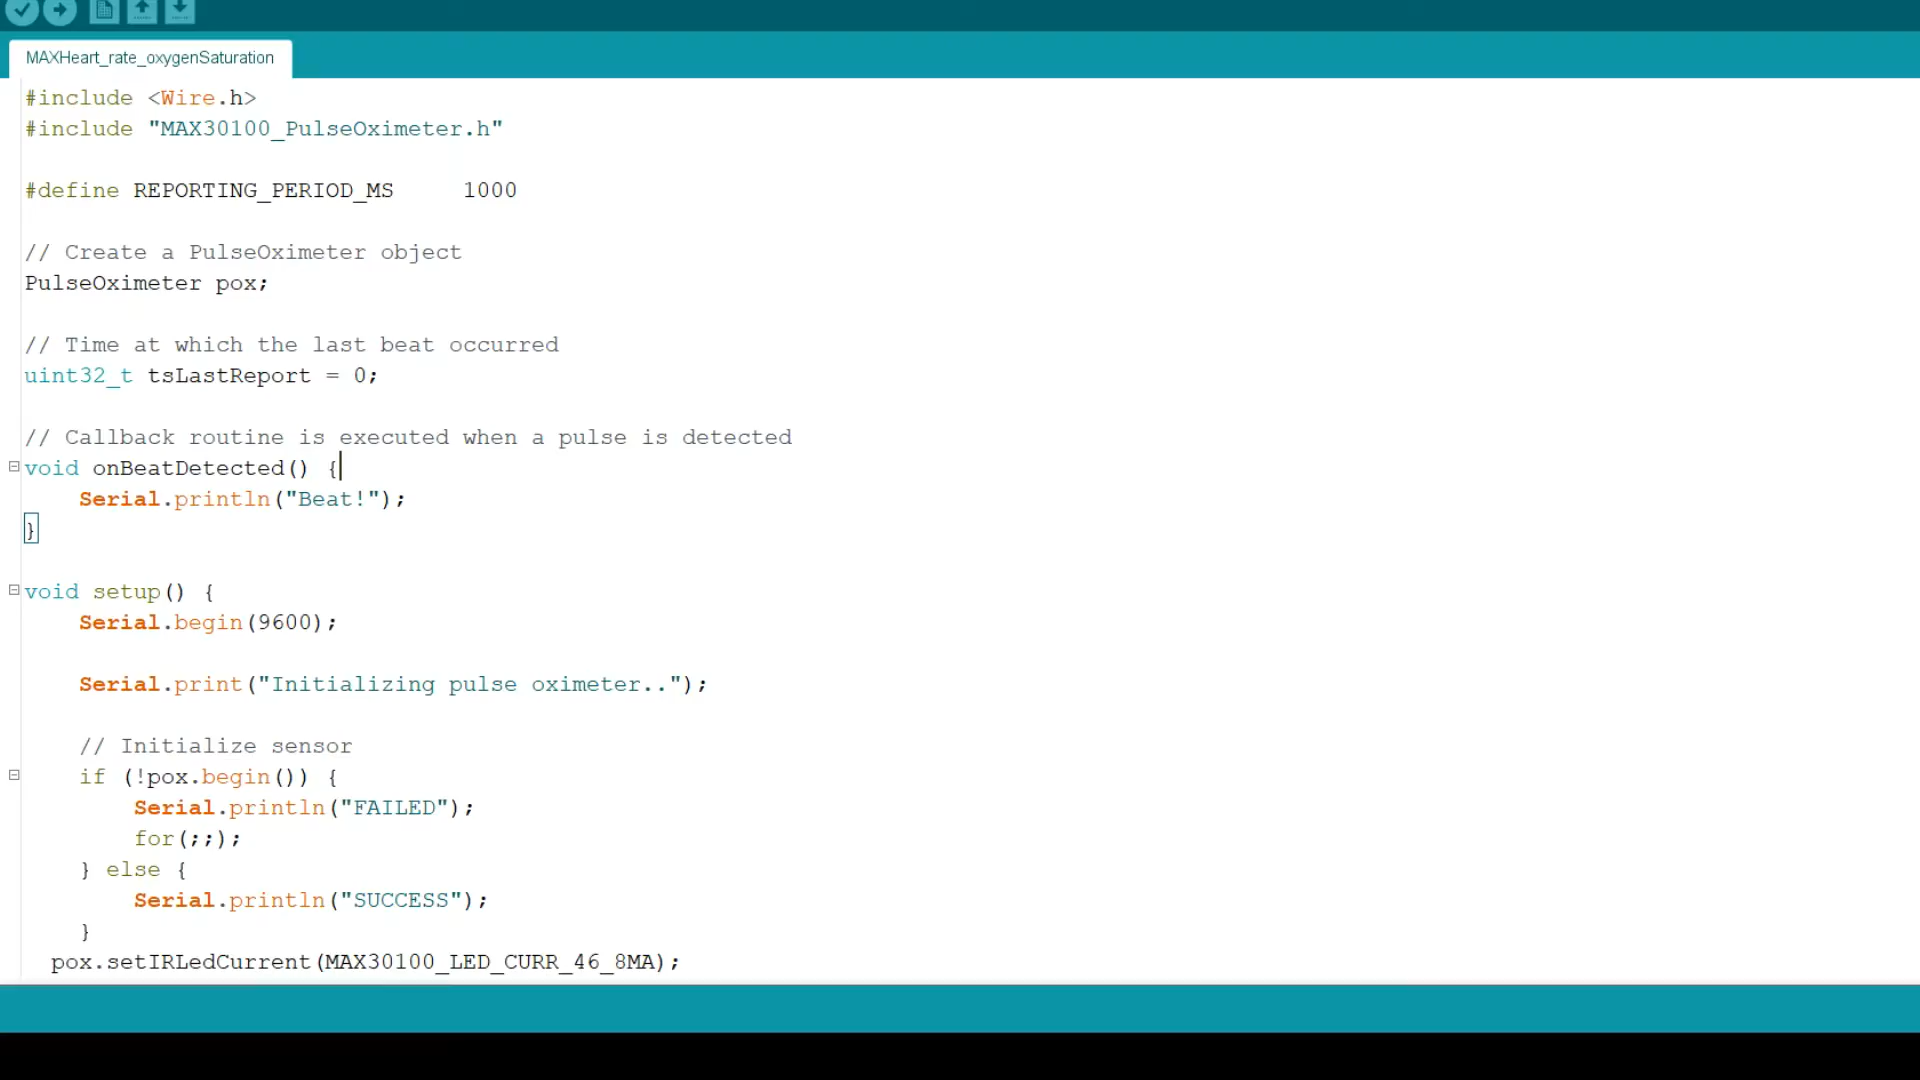 MAXHeart_rate_oxygenSaturation
#include <Wire.h>
#include "MAX30100_PulseOximeter.h"
#define REPORTING_PERIOD_MS     1000
// Create a PulseOximeter object
PulseOximeter pox;
// Time at which the last beat occurred
uint32_t tsLastReport = 0;
// Callback routine is executed when a pulse is detected
void onBeatDetected() {
    Serial.println("Beat!");
}
void setup() {
    Serial.begin(9600);
    Serial.print("Initializing pulse oximeter..");
    // Initialize sensor
    if (!pox.begin()) {
        Serial.println("FAILED");
        for(;;);
    } else {
        Serial.println("SUCCESS");
    }
  pox.setIRLedCurrent(MAX30100_LED_CURR_46_8MA);